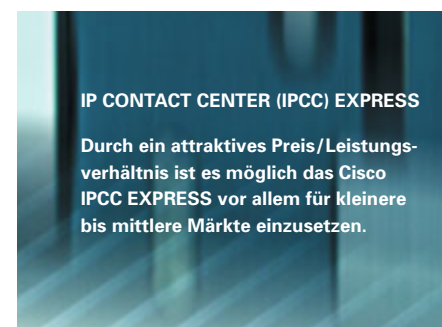 IP CONTACT CENTER (IPCC) EXPRESS
Durch ein attraktives Preis/Leistungs-
verhältnis ist es möglich das Cisco
IPCC EXPRESS vor allem für kleinere
bis mittlere Märkte einzusetzen.